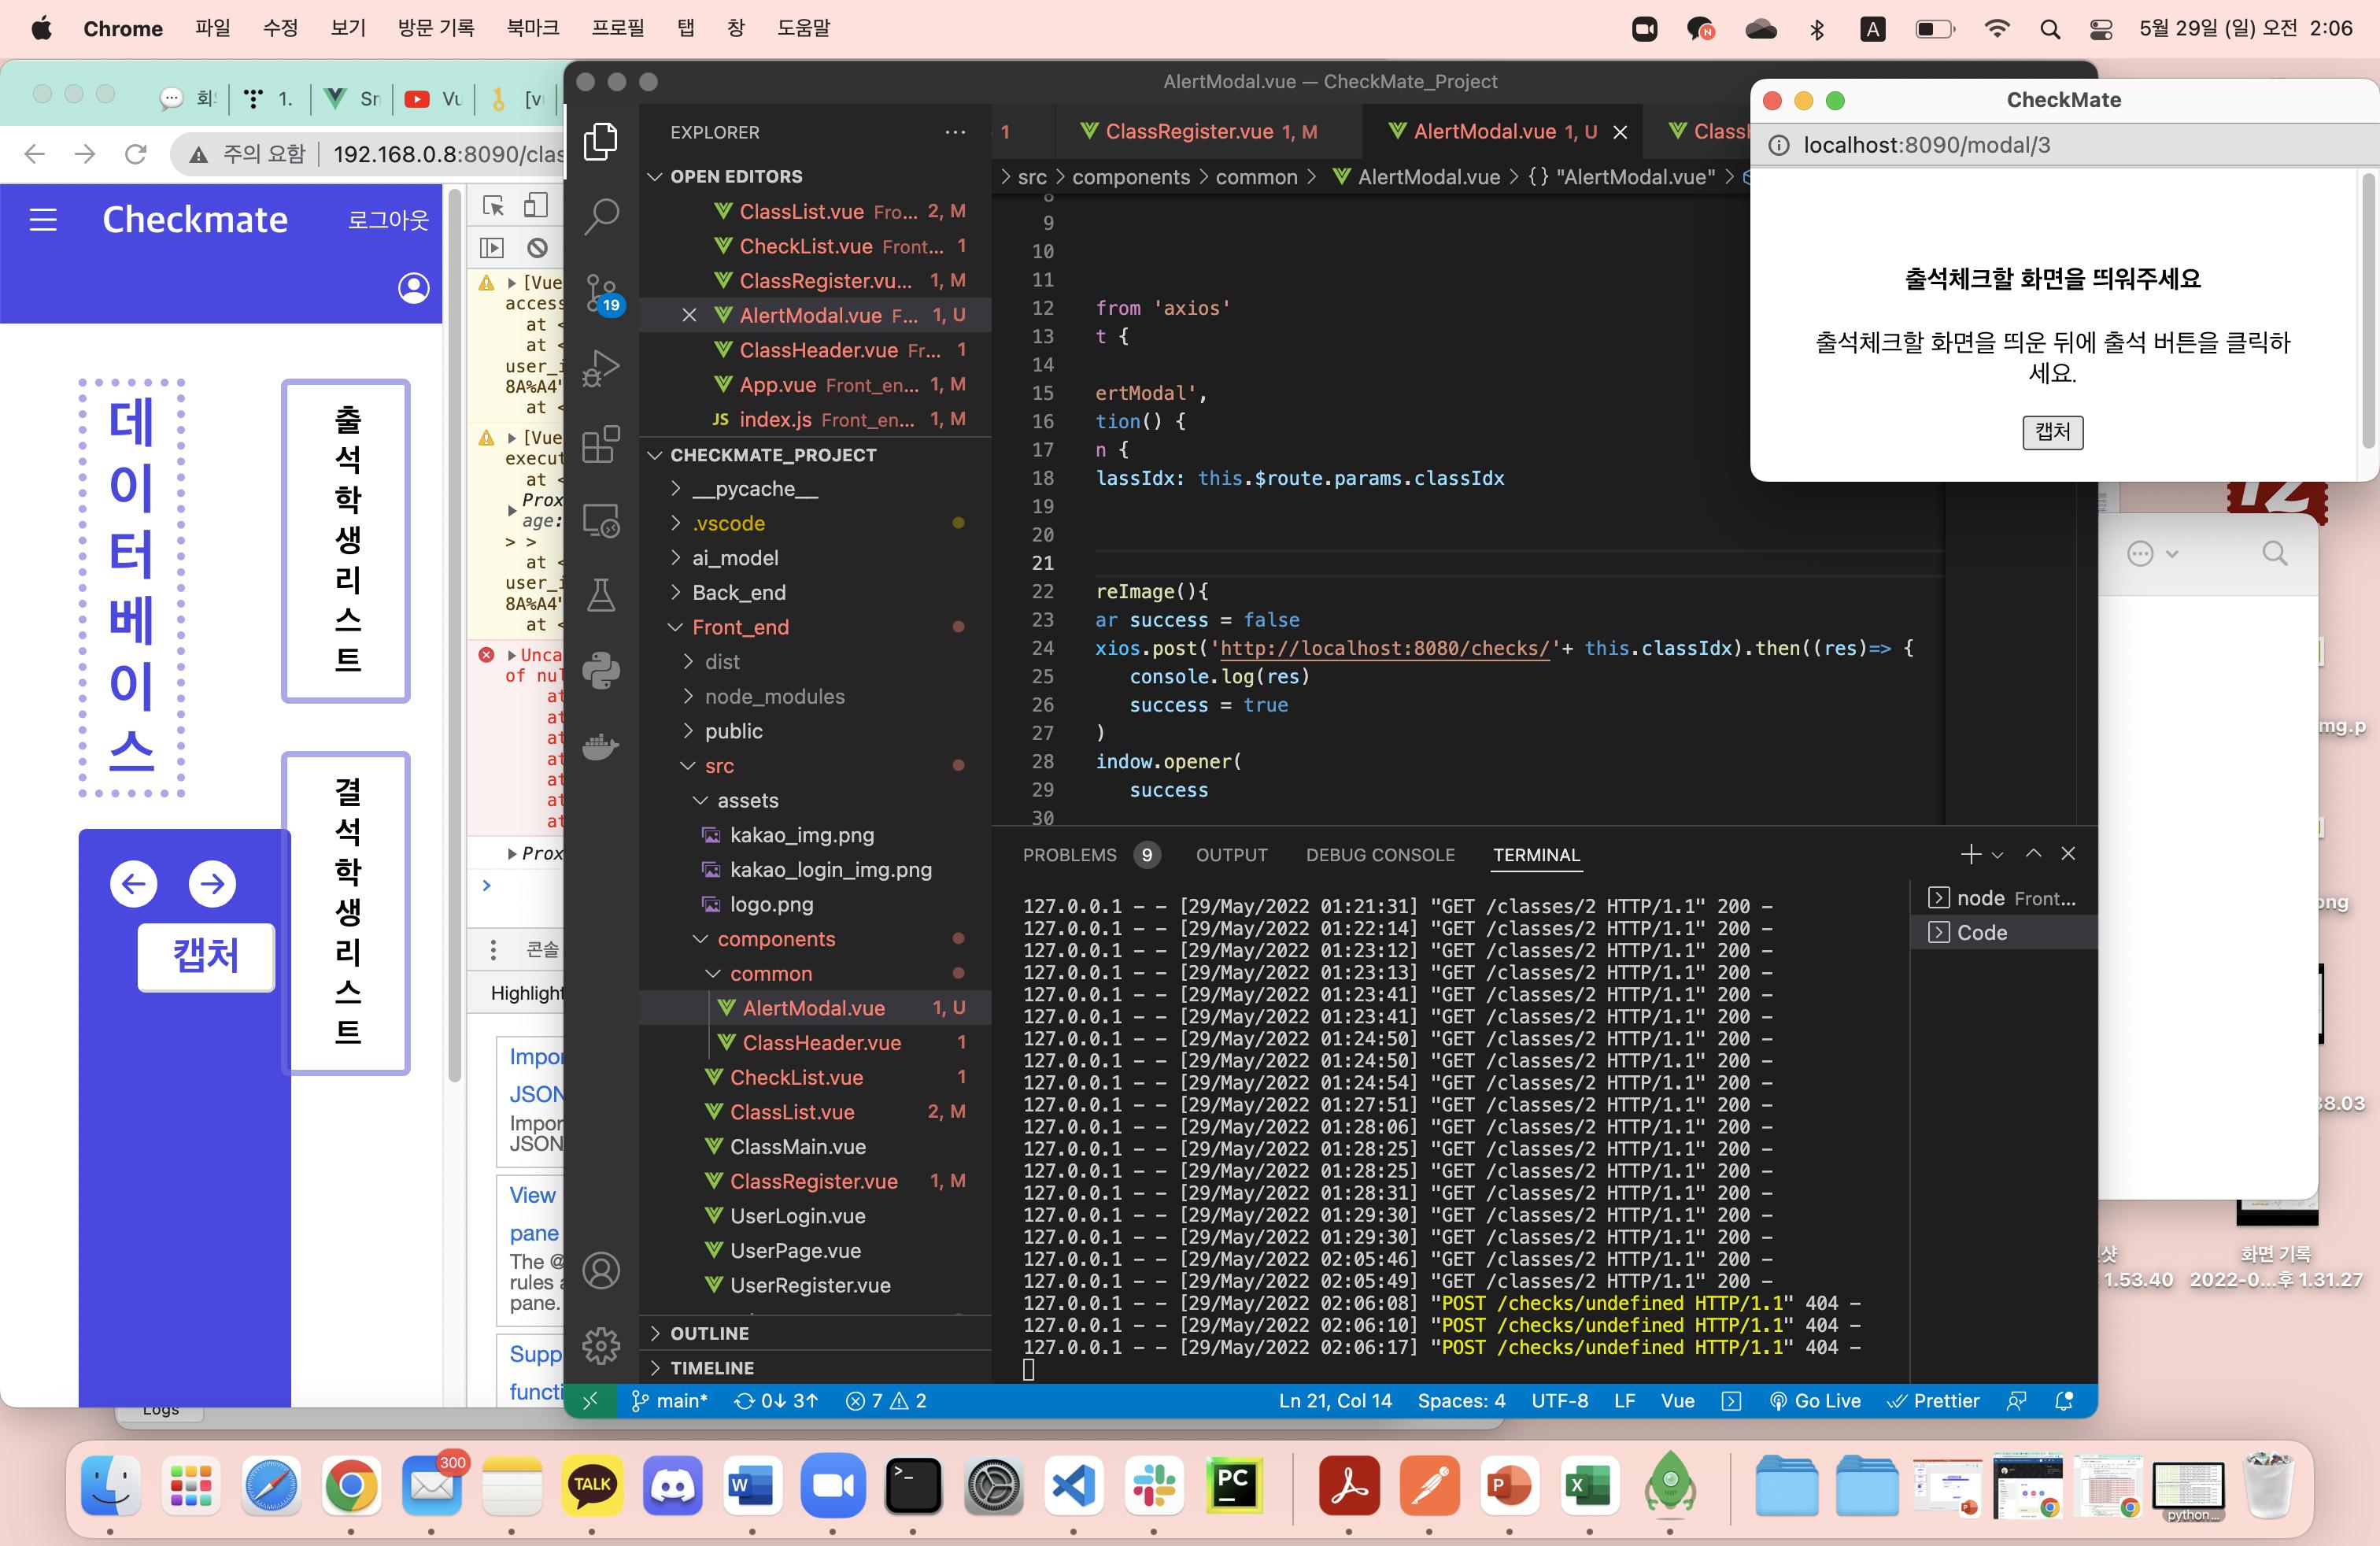 Chrome 파일 수정 보기 방문 기록 북마크 프로필 탭 창 도움말
5월 29일 (일) 오전 2:06
회 1. Sn Vu [v
주의 요함 192.168.0.8:8090/clas
Checkmate 로그아웃
데이터베이스
출석학생리스트
결석학생리스트
캡처
[Vue
access
at <
at <
user_i
8A%A4"
at <
[Vue
execut
at <
Prox
age:
> >
at <
user_i
8A%A4"
at <
Unca
of nul
at
at
at
at
at
at
at
Prox
콘솔
Highlight
Impor
JSON
Impor
JSON
View
pane
The @
rules a
pane.
Supp
functi
Logs
AlertModal.vue — CheckMate_Project
EXPLORER
OPEN EDITORS
ClassList.vue Fro... 2, M
CheckList.vue Front... 1
ClassRegister.vu... 1, M
AlertModal.vue F... 1, U
ClassHeader.vue Fr... 1
App.vue Front_en... 1, M
JS index.js Front_en... 1, M
CHECKMATE_PROJECT
__pycache__
.vscode
ai_model
Back_end
Front_end
dist
node_modules
public
src
assets
kakao_img.png
kakao_login_img.png
logo.png
components
common
AlertModal.vue 1, U
ClassHeader.vue 1
CheckList.vue 1
ClassList.vue 2, M
ClassMain.vue
ClassRegister.vue 1, M
UserLogin.vue
UserPage.vue
UserRegister.vue
OUTLINE
TIMELINE
19
1 ClassRegister.vue 1, M AlertModal.vue 1, U ClassH
> src > components > common > AlertModal.vue > {} "AlertModal.vue" >
8
9
10
11
12 from 'axios'
13 t {
14
15 ertModal',
16 tion() {
17 n {
18 lassIdx: this.$route.params.classIdx
19
20
21
22 reImage(){
23 ar success = false
24 xios.post('http://localhost:8080/checks/'+ this.classIdx).then((res)=> {
25 console.log(res)
26 success = true
27 )
28 indow.opener(
29 success
30
PROBLEMS 9 OUTPUT DEBUG CONSOLE TERMINAL
127.0.0.1 - - [29/May/2022 01:21:31] "GET /classes/2 HTTP/1.1" 200 -
127.0.0.1 - - [29/May/2022 01:22:14] "GET /classes/2 HTTP/1.1" 200 -
127.0.0.1 - - [29/May/2022 01:23:12] "GET /classes/2 HTTP/1.1" 200 -
127.0.0.1 - - [29/May/2022 01:23:13] "GET /classes/2 HTTP/1.1" 200 -
127.0.0.1 - - [29/May/2022 01:23:41] "GET /classes/2 HTTP/1.1" 200 -
127.0.0.1 - - [29/May/2022 01:23:41] "GET /classes/2 HTTP/1.1" 200 -
127.0.0.1 - - [29/May/2022 01:24:50] "GET /classes/2 HTTP/1.1" 200 -
127.0.0.1 - - [29/May/2022 01:24:50] "GET /classes/2 HTTP/1.1" 200 -
127.0.0.1 - - [29/May/2022 01:24:54] "GET /classes/2 HTTP/1.1" 200 -
127.0.0.1 - - [29/May/2022 01:27:51] "GET /classes/2 HTTP/1.1" 200 -
127.0.0.1 - - [29/May/2022 01:28:06] "GET /classes/2 HTTP/1.1" 200 -
127.0.0.1 - - [29/May/2022 01:28:25] "GET /classes/2 HTTP/1.1" 200 -
127.0.0.1 - - [29/May/2022 01:28:25] "GET /classes/2 HTTP/1.1" 200 -
127.0.0.1 - - [29/May/2022 01:28:31] "GET /classes/2 HTTP/1.1" 200 -
127.0.0.1 - - [29/May/2022 01:29:30] "GET /classes/2 HTTP/1.1" 200 -
127.0.0.1 - - [29/May/2022 01:29:30] "GET /classes/2 HTTP/1.1" 200 -
127.0.0.1 - - [29/May/2022 02:05:46] "GET /classes/2 HTTP/1.1" 200 -
127.0.0.1 - - [29/May/2022 02:05:49] "GET /classes/2 HTTP/1.1" 200 -
127.0.0.1 - - [29/May/2022 02:06:08] "POST /checks/undefined HTTP/1.1" 404 -
127.0.0.1 - - [29/May/2022 02:06:10] "POST /checks/undefined HTTP/1.1" 404 -
127.0.0.1 - - [29/May/2022 02:06:17] "POST /checks/undefined HTTP/1.1" 404 -
node Front...
Code
main* 0↓ 3↑ 7 2 Ln 21, Col 14 Spaces: 4 UTF-8 LF Vue Go Live Prettier
CheckMate
localhost:8090/modal/3
출석체크할 화면을 띄워주세요
출석체크할 화면을 띄운 뒤에 출석 버튼을 클릭하
세요.
캡처
mg.p
38.03
화면 기록
1.53.40 2022-0...후 1.31.27
300
TALK
W
PC
P
X
python...